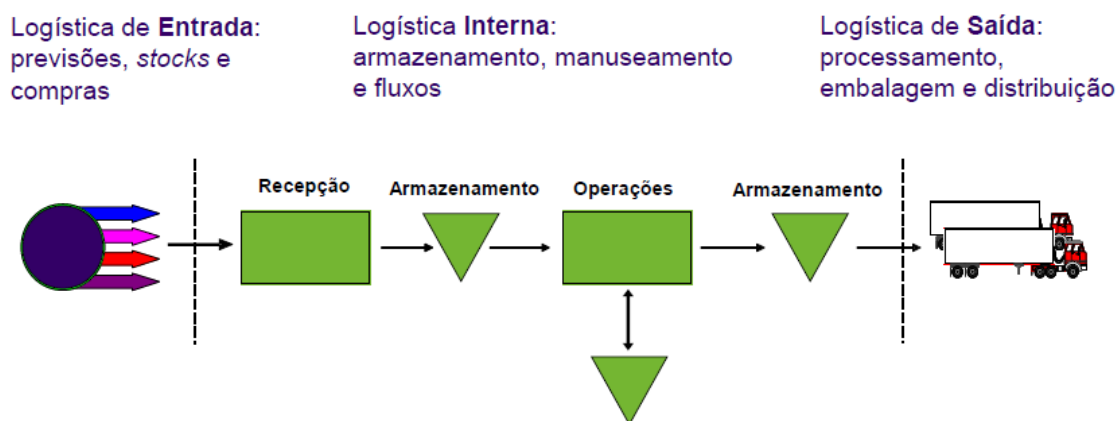 Logística de Entrada:
previsões, stocks e
compras
Logística Interna:
armazenamento, manuseamento
e fluxos
Logística de Saída:
processamento,
embalagem e distribuição
Recepção
Armazenamento
Operações
Armazenamento